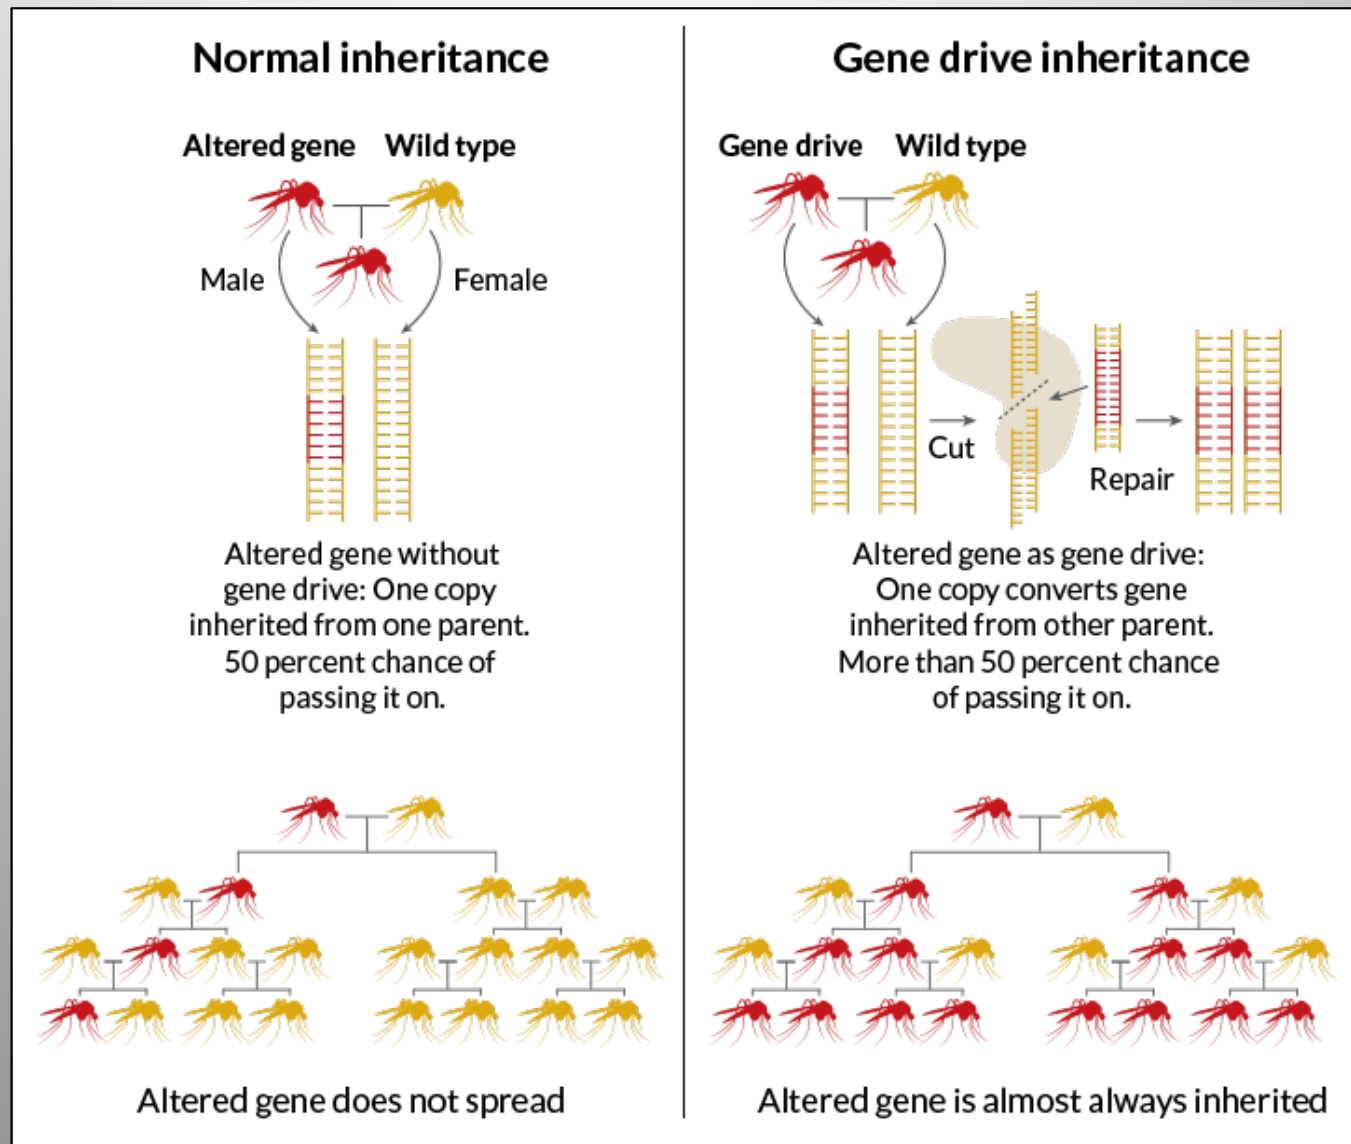 Normal inheritance
Altered gene
Wild type
Male
Female
Altered gene without
gene drive: One copy
inherited from one parent.
50 percent chance of
passing it on.
Altered gene does not spread
Gene drive inheritance
Gene drive
Wild type
Cut
Repair
Altered gene as gene drive:
One copy converts gene
inherited from other parent.
More than 50 percent chance
of passing it on.
Altered gene is almost always inherited